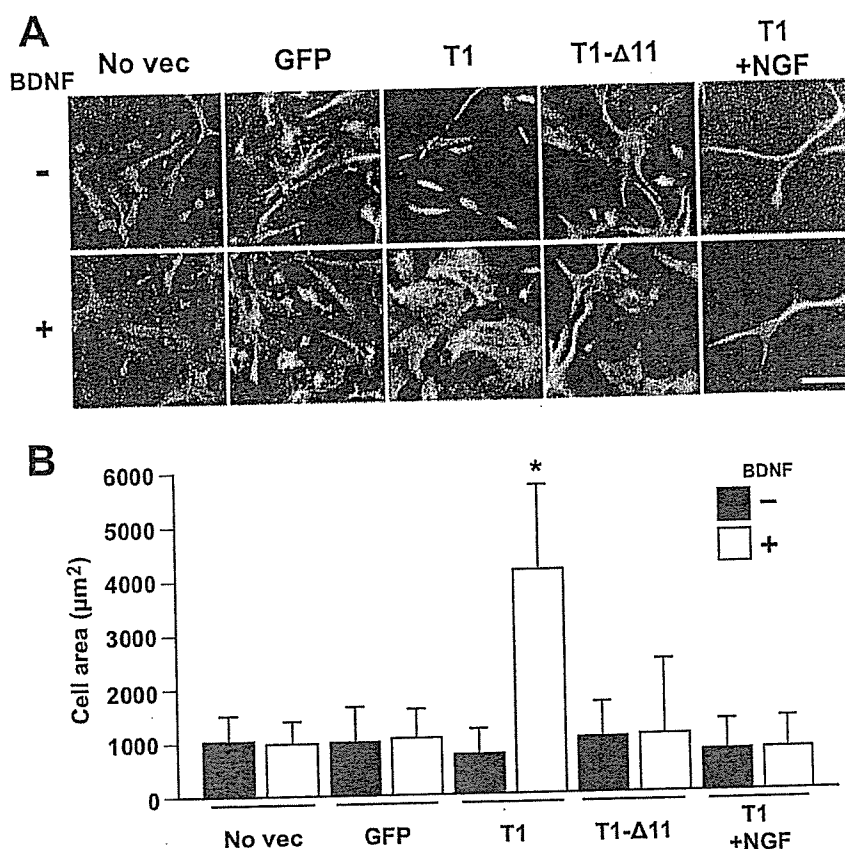 A
No vec GFP T1 T1-Δ11 T1 +NGF
BDNF
-
+
B
6000
5000
4000
3000
2000
1000
0
Cell area (μm²)
*
BDNF
−
+
No vec GFP T1 T1-Δ11 T1 +NGF